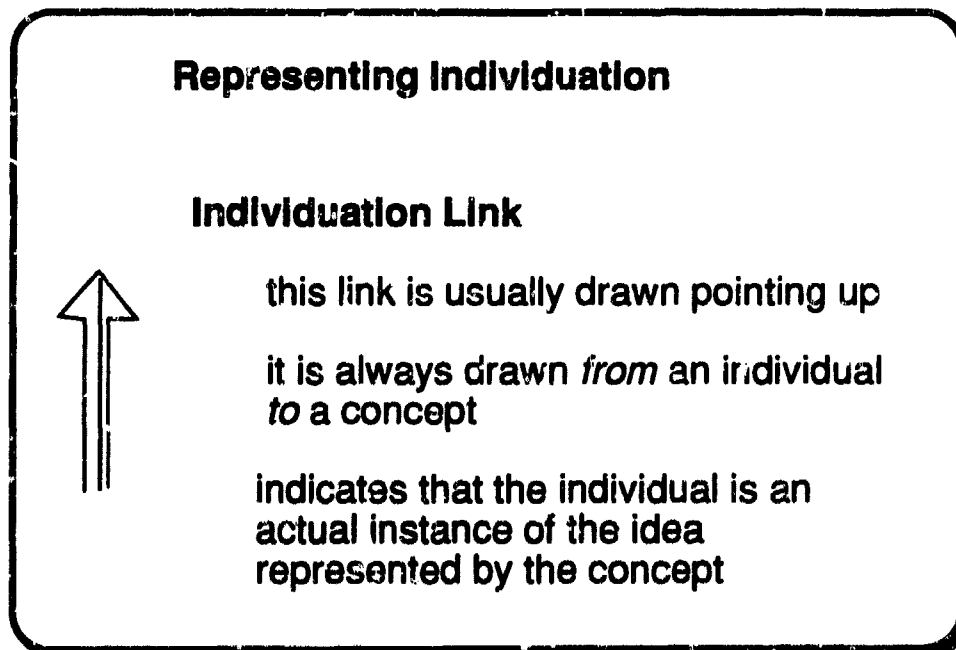 Representing Individuation
Individuation Link
this link is usually drawn pointing up
it is always drawn from an individual
to a concept
indicates that the individual is an
actual instance of the idea
represented by the concept